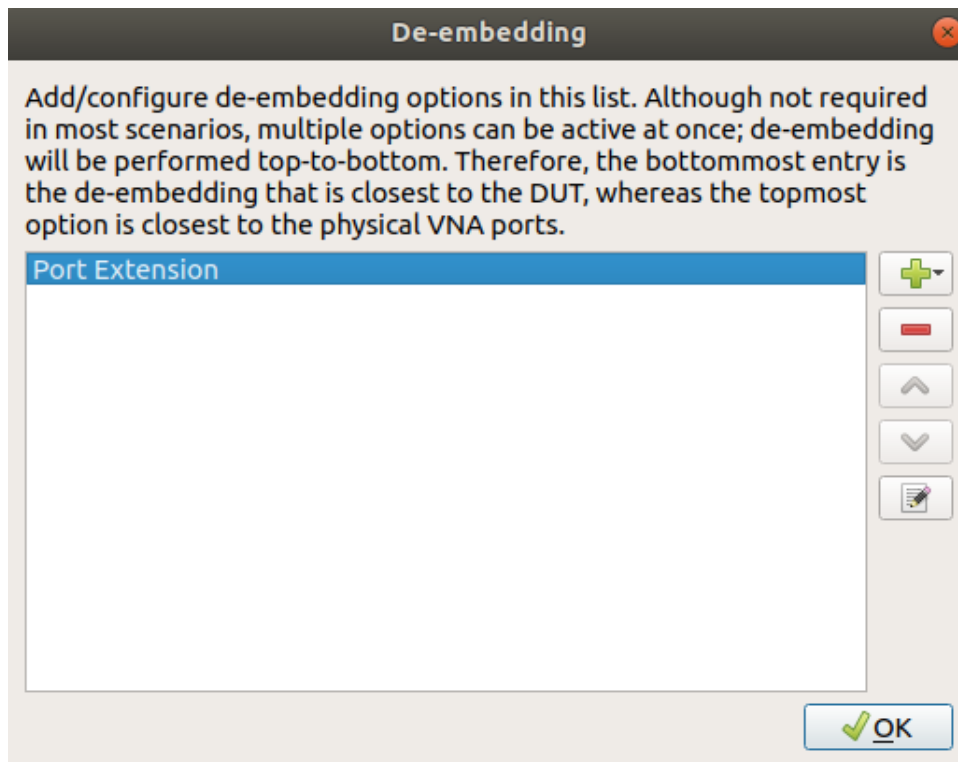 De-embedding
Add/configure de-embedding options in this list. Although not required
in most scenarios, multiple options can be active at once; de-embedding
will be performed top-to-bottom. Therefore, the bottommost entry is
the de-embedding that is closest to the DUT, whereas the topmost
option is closest to the physical VNA ports.
Port Extension
OK